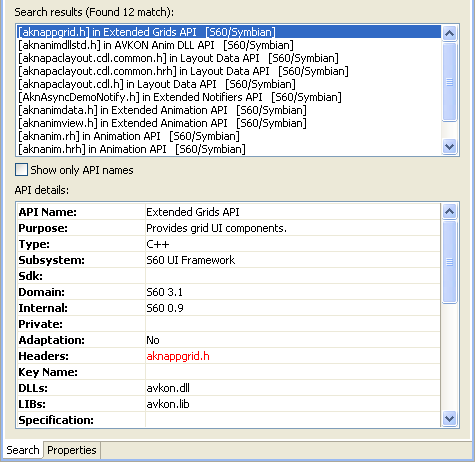 Search results (Found 12 match):
[aknappgrid.h] in Extended Grids API [S60/Symbian]
[aknanimdllstd.h] in AVKON Anim DLL API [S60/Symbian]
[aknapaclayout.cdl.common.h] in Layout Data API [S60/Symbian]
[aknapaclayout.cdl.common.hrh] in Layout Data API [S60/Symbian]
[aknapaclayout.cdl.h] in Layout Data API [S60/Symbian]
[AknAsyncDemoNotify.h] in Extended Notifiers API [S60/Symbian]
[aknanimdata.h] in Extended Animation API [S60/Symbian]
[aknanimview.h] in Extended Animation API [S60/Symbian]
[aknanim.rh] in Animation API [S60/Symbian]
[aknanim.hrh] in Animation API [S60/Symbian]
Show only API names
API details:
API Name: Extended Grids API
Purpose: Provides grid UI components.
Type: C++
Subsystem: S60 UI Framework
Sdk:
Domain: S60 3.1
Internal: S60 0.9
Private:
Adaptation: No
Headers: aknappgrid.h
Key Name:
DLLs: avkon.dll
LIBs: avkon.lib
Specification:
Search Properties